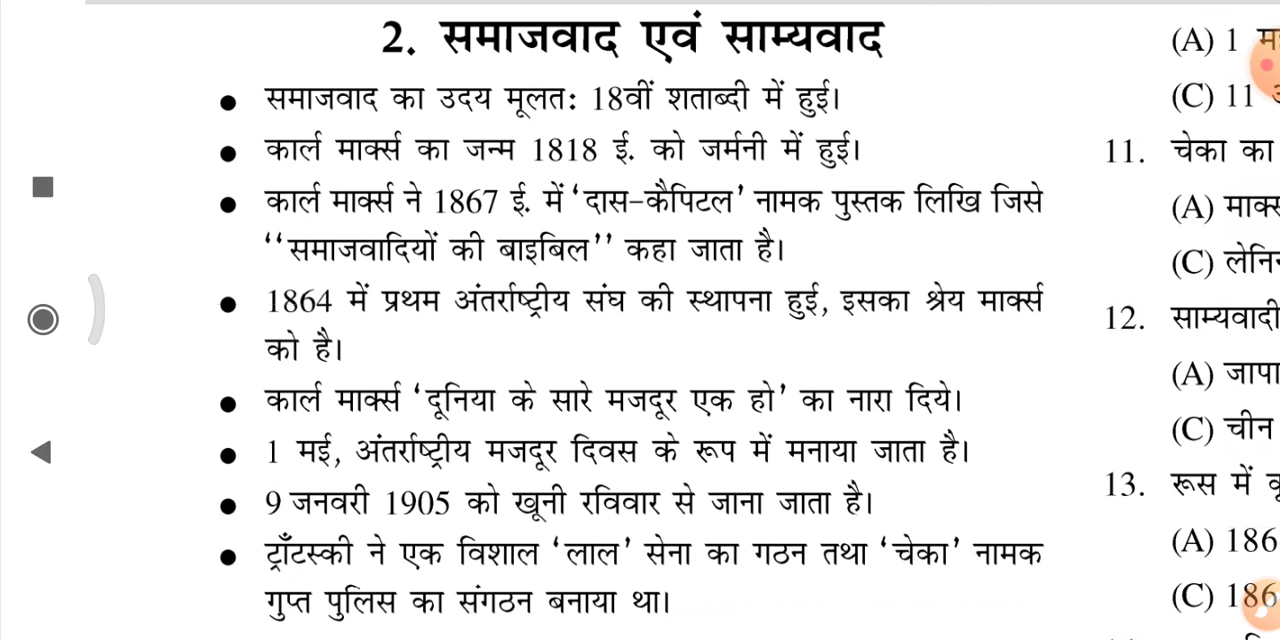 2. समाजवाद एवं साम्यवाद
● समाजवाद का उदय मूलत: 18वीं शताब्दी में हुई।
● कार्ल मार्क्स का जन्म 1818 ई. को जर्मनी में हुई।
● कार्ल मार्क्स ने 1867 ई. में ‘दास-कैपिटल’ नामक पुस्तक लिखि जिसे
‘‘समाजवादियों की बाइबिल’’ कहा जाता है।
● 1864 में प्रथम अंतर्राष्ट्रीय संघ की स्थापना हुई, इसका श्रेय मार्क्स
को है।
● कार्ल मार्क्स ‘दूनिया के सारे मजदूर एक हो’ का नारा दिये।
● 1 मई, अंतर्राष्ट्रीय मजदूर दिवस के रूप में मनाया जाता है।
● 9 जनवरी 1905 को खूनी रविवार से जाना जाता है।
● ट्रॉंटस्की ने एक विशाल ‘लाल’ सेना का गठन तथा ‘चेका’ नामक
गुप्त पुलिस का संगठन बनाया था।
(A) 1
(C) 11
11. चेका का
(A)
(C)
12. साम्यवादी
(A)
(C) चीन
13. रूस में
(A) 186
(C) 186